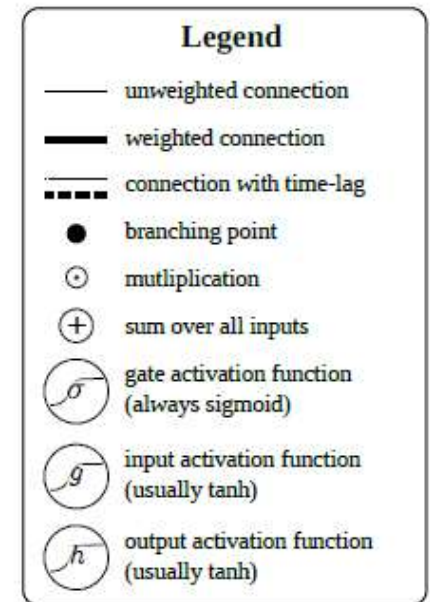 Legend
unweighted connection
weighted connection
connection with time-lag
branching point
mutliplication
+ sum over all inputs
σ gate activation function
(always sigmoid)
g input activation function
(usually tanh)
h output activation function
(usually tanh)